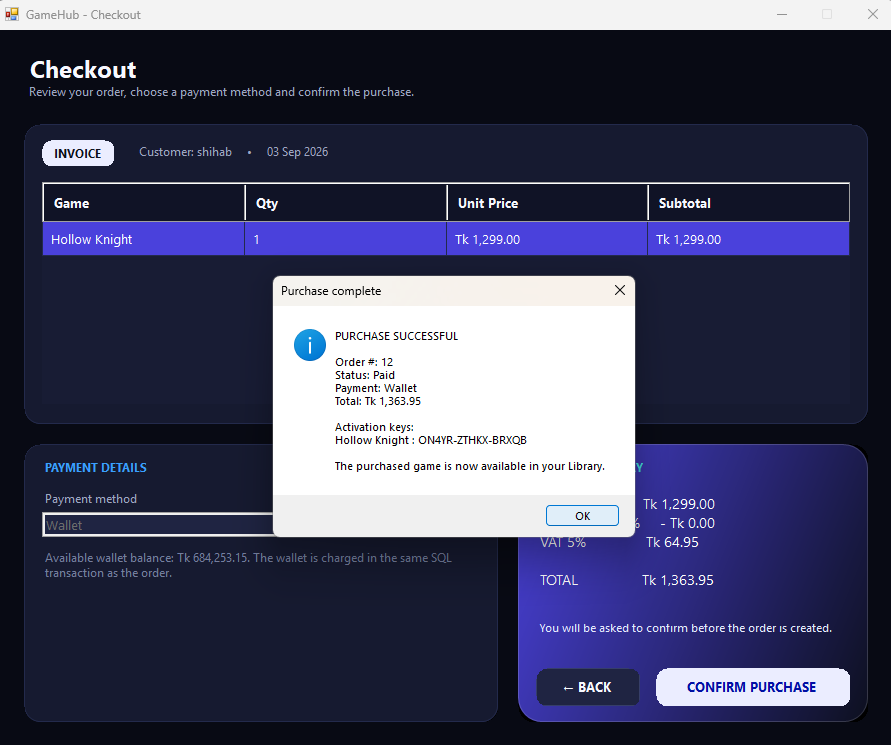 GameHub - Checkout
Checkout
Review your order, choose a payment method and confirm the purchase.
INVOICE Customer: shihab • 03 Sep 2026
Game Qty Unit Price Subtotal
Hollow Knight 1 Tk 1,299.00 Tk 1,299.00
Purchase complete
PURCHASE SUCCESSFUL
Order #: 12
Status: Paid
Payment: Wallet
Total: Tk 1,363.95
Activation keys:
Hollow Knight : ON4YR-ZTHKX-BRXQB
The purchased game is now available in your Library.
OK
PAYMENT DETAILS
Payment method
Wallet
Available wallet balance: Tk 684,253.15. The wallet is charged in the same SQL
transaction as the order.
Y
Tk 1,299.00
% - Tk 0.00
VAT 5% Tk 64.95
TOTAL Tk 1,363.95
You will be asked to confirm before the order is created.
← BACK CONFIRM PURCHASE